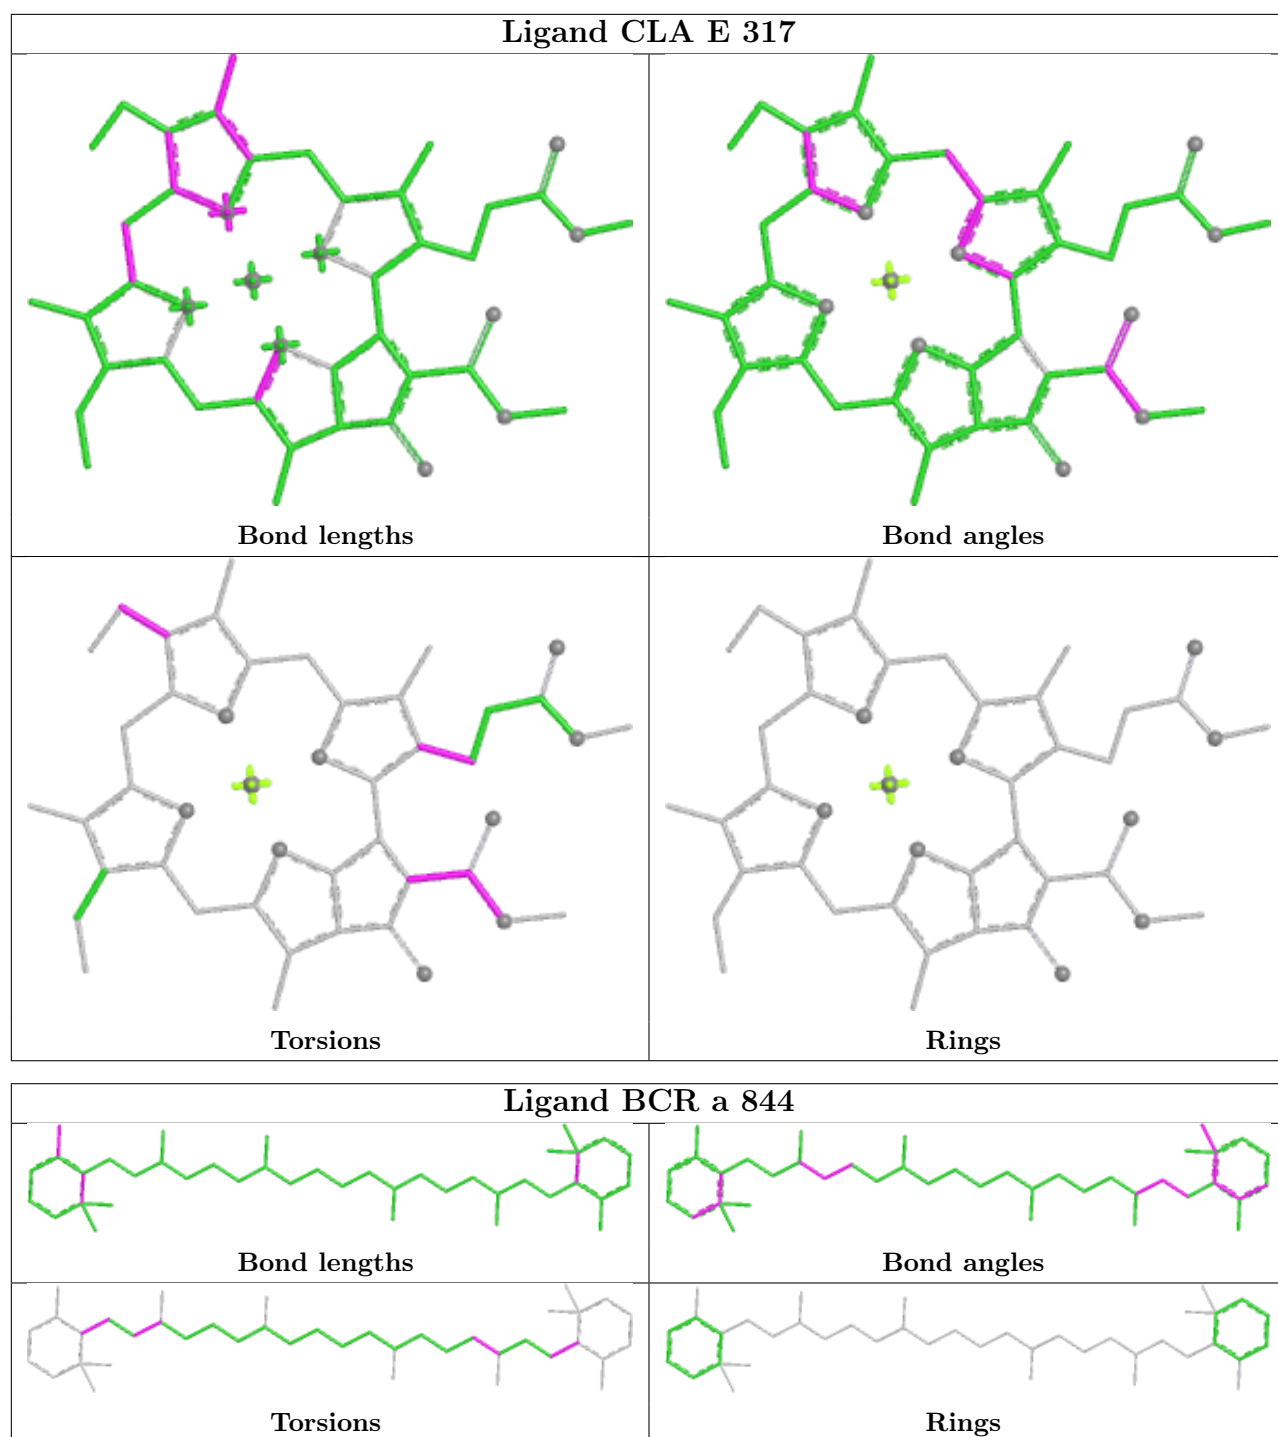 Ligand CLA E 317
Bond lengths
Bond angles
Torsions
Rings
Ligand BCR a 844
Bond lengths
Bond angles
Torsions
Rings